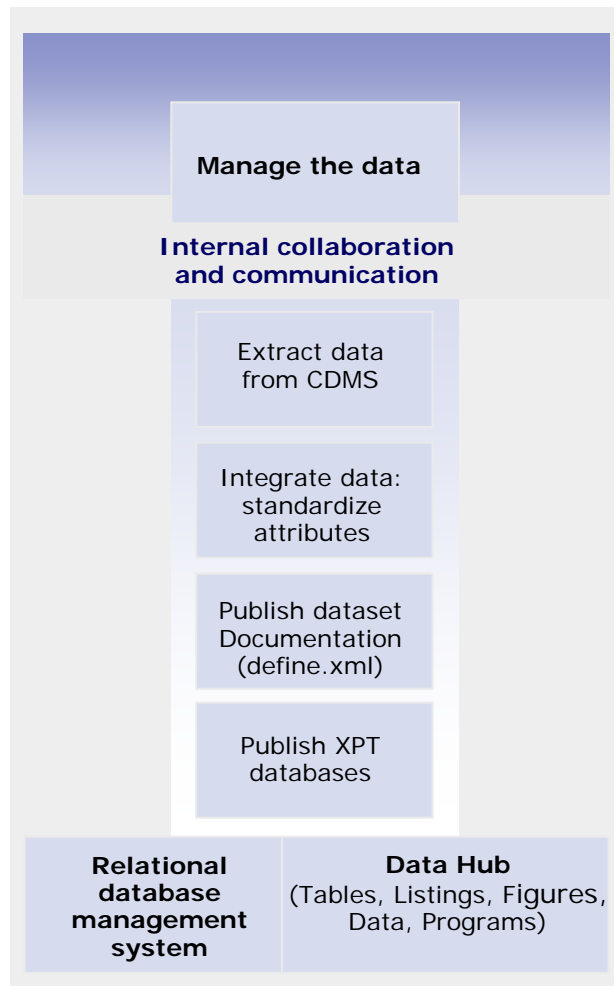 Manage the data
Internal collaboration
and communication
Extract data
from CDMS
Integrate data:
standardize
attributes
Publish dataset
Documentation
(define.xml)
Publish XPT
databases
Relational
database
management
system
Data Hub
(Tables, Listings, Figures,
Data, Programs)